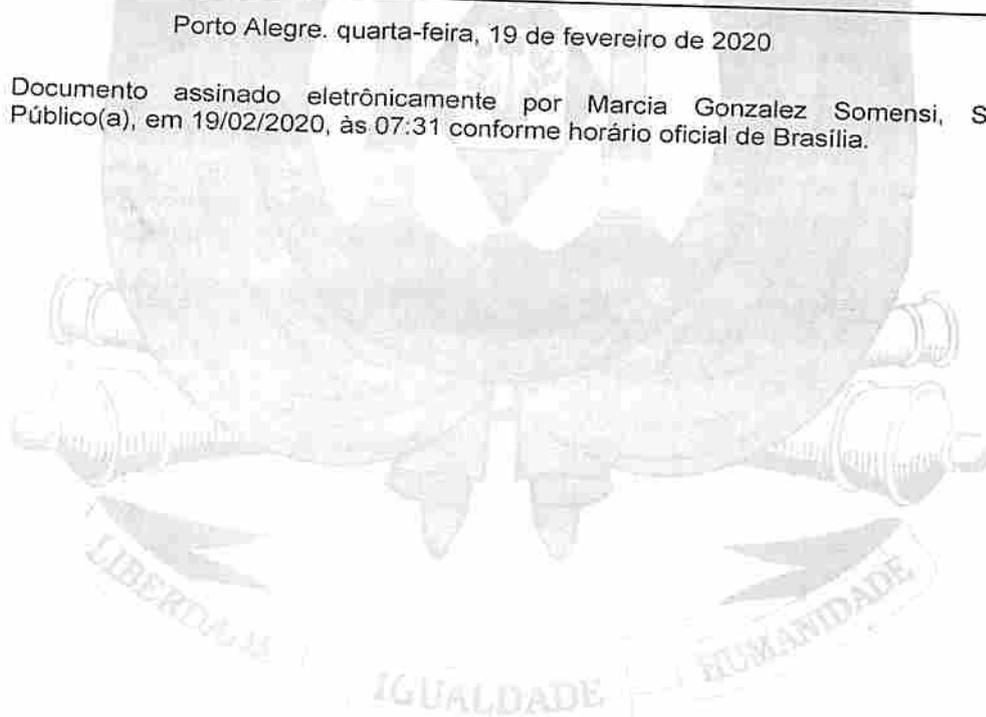 Porto Alegre. quarta-feira, 19 de fevereiro de 2020
Documento assinado eletrônicamente por Marcia Gonzalez Somensi, S
Público(a), em 19/02/2020, às 07:31 conforme horário oficial de Brasília.
LIBERDADE
IGUALDADE
HUMANIDADE